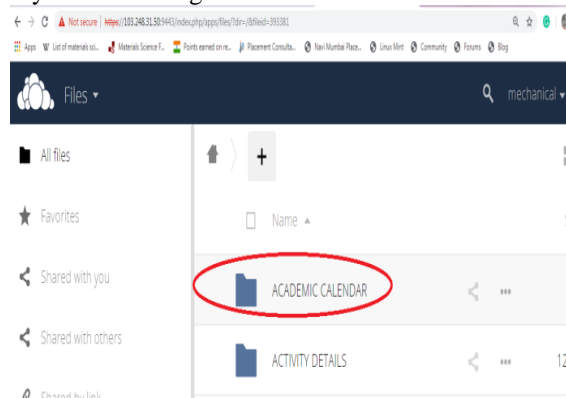 Not secure | https://103.248.31.50:9443/index.php/apps/files/?dir=/&fileid=393381
Apps W List of materials sci... Materials Science F... Points earned on re... Placement Consulta... Navi Mumbai Place... Linux Mint Community Forums Blog
Files mechanical
All files +
Favorites Name
Shared with you ACADEMIC CALENDAR
Shared with others ACTIVITY DETAILS 12
Shared by link